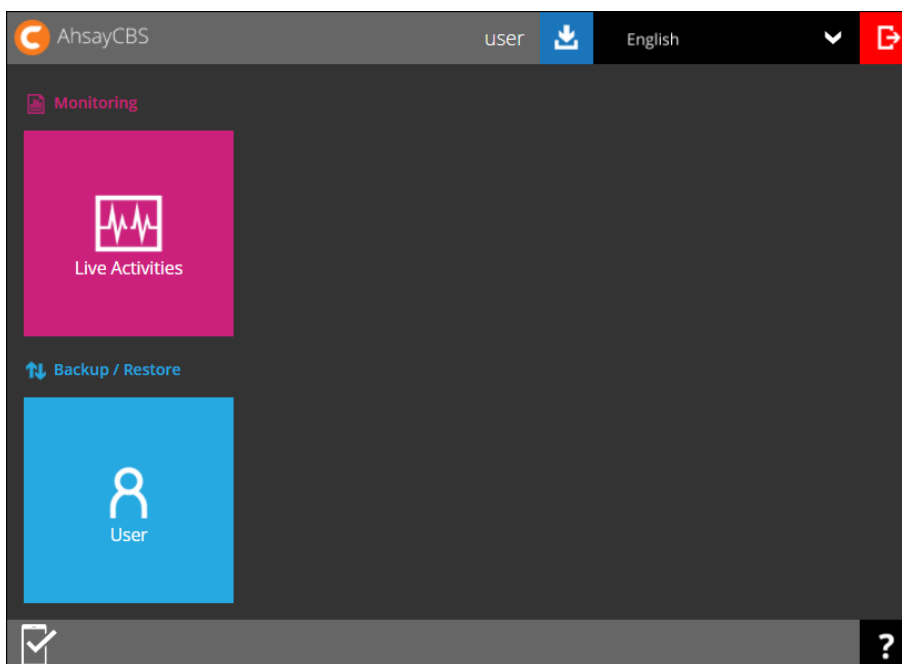 AhsayCBS
user
English
Monitoring
Live Activities
Backup / Restore
User
?